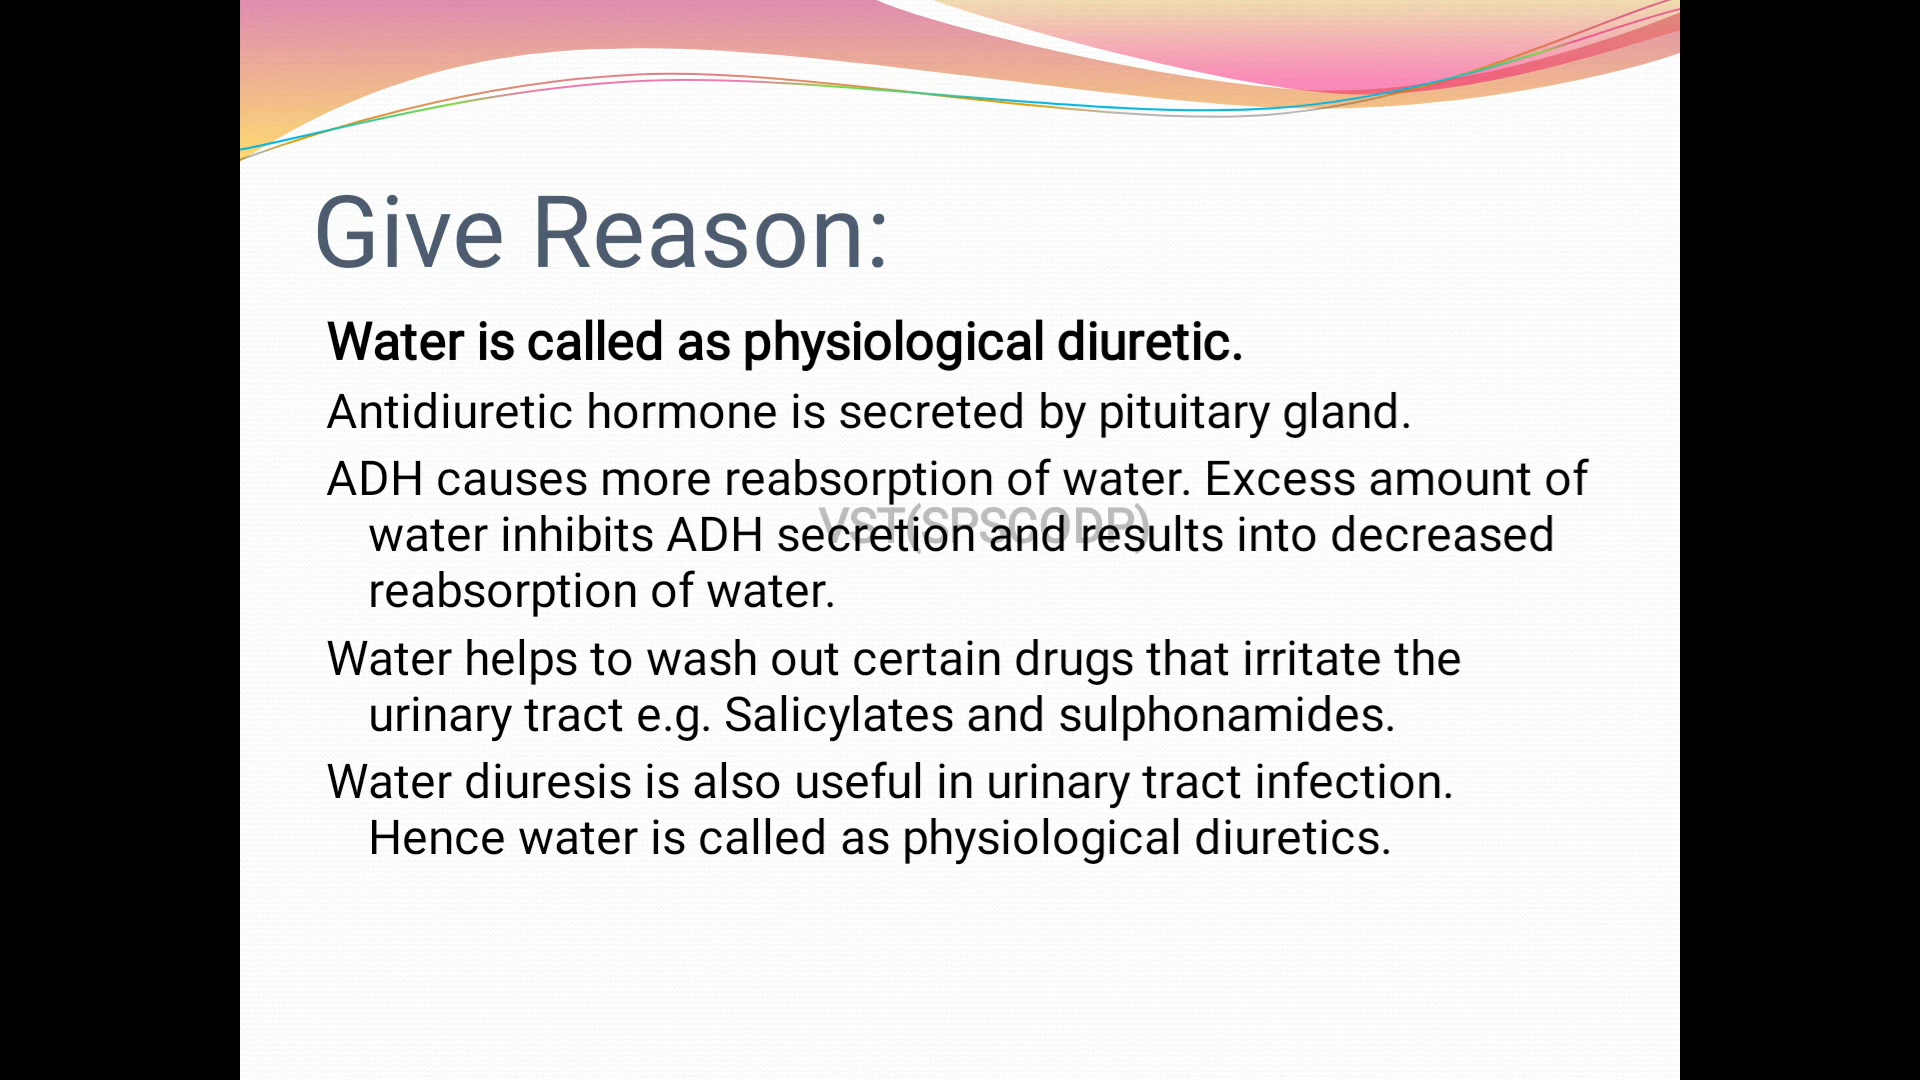 Give Reason:
Water is called as physiological diuretic.
Antidiuretic hormone is secreted by pituitary gland.
ADH causes more reabsorption of water. Excess amount of
water inhibits ADH secretion and results into decreased
VST(SPSCODP)
reabsorption of water.
Water helps to wash out certain drugs that irritate the
urinary tract e.g. Salicylates and sulphonamides.
Water diuresis is also useful in urinary tract infection.
Hence water is called as physiological diuretics.